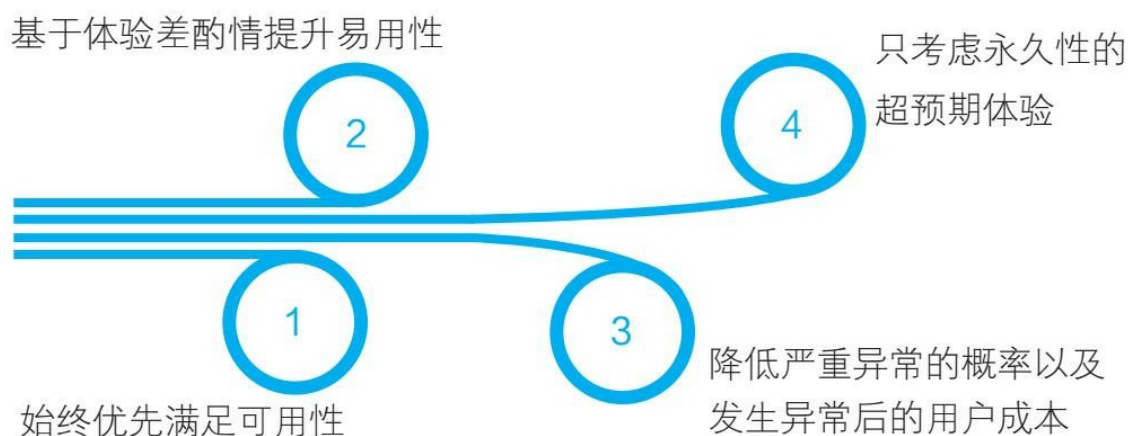 基于体验差酌情提升易用性
只考虑永久性的
超预期体验
2
4
1
3
降低严重异常的概率以及
发生异常后的用户成本
始终优先满足可用性